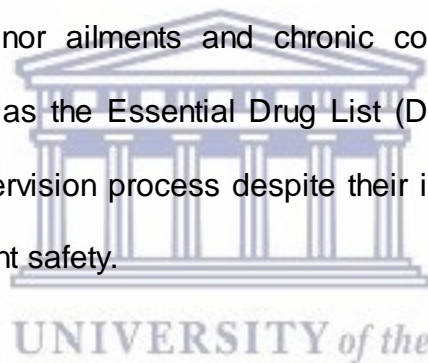 nor ailments and chronic co
as the Essential Drug List (D
ervision process despite their i
nt safety.
UNIVERSITY of the